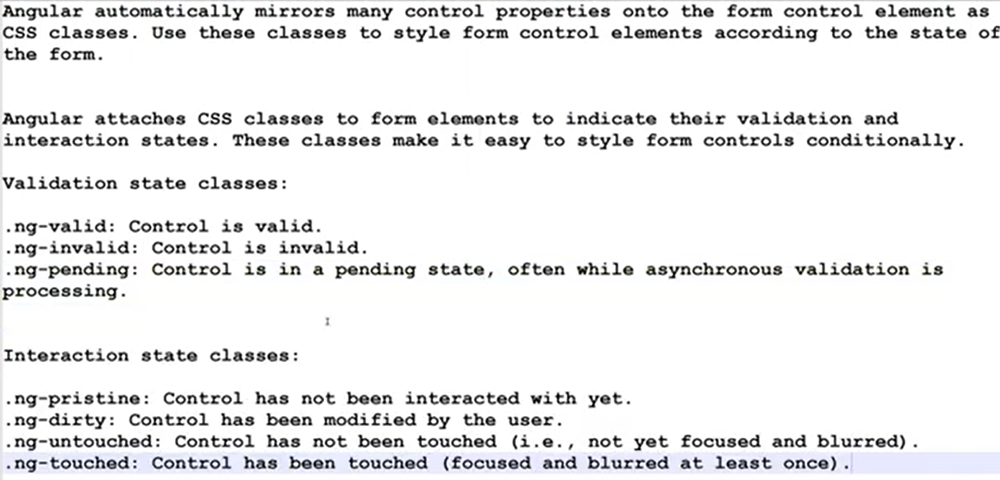 Angular automatically mirrors many control properties onto the form control element as
CSS classes. Use these classes to style form control elements according to the state of
the form.
Angular attaches CSS classes to form elements to indicate their validation and
interaction states. These classes make it easy to style form controls conditionally.
Validation state classes:
.ng-valid: Control is valid.
.ng-invalid: Control is invalid.
.ng-pending: Control is in a pending state, often while asynchronous validation is
processing.
Interaction state classes:
.ng-pristine: Control has not been interacted with yet.
.ng-dirty: Control has been modified by the user.
.ng-untouched: Control has not been touched (i.e., not yet focused and blurred).
.ng-touched: Control has been touched (focused and blurred at least once).